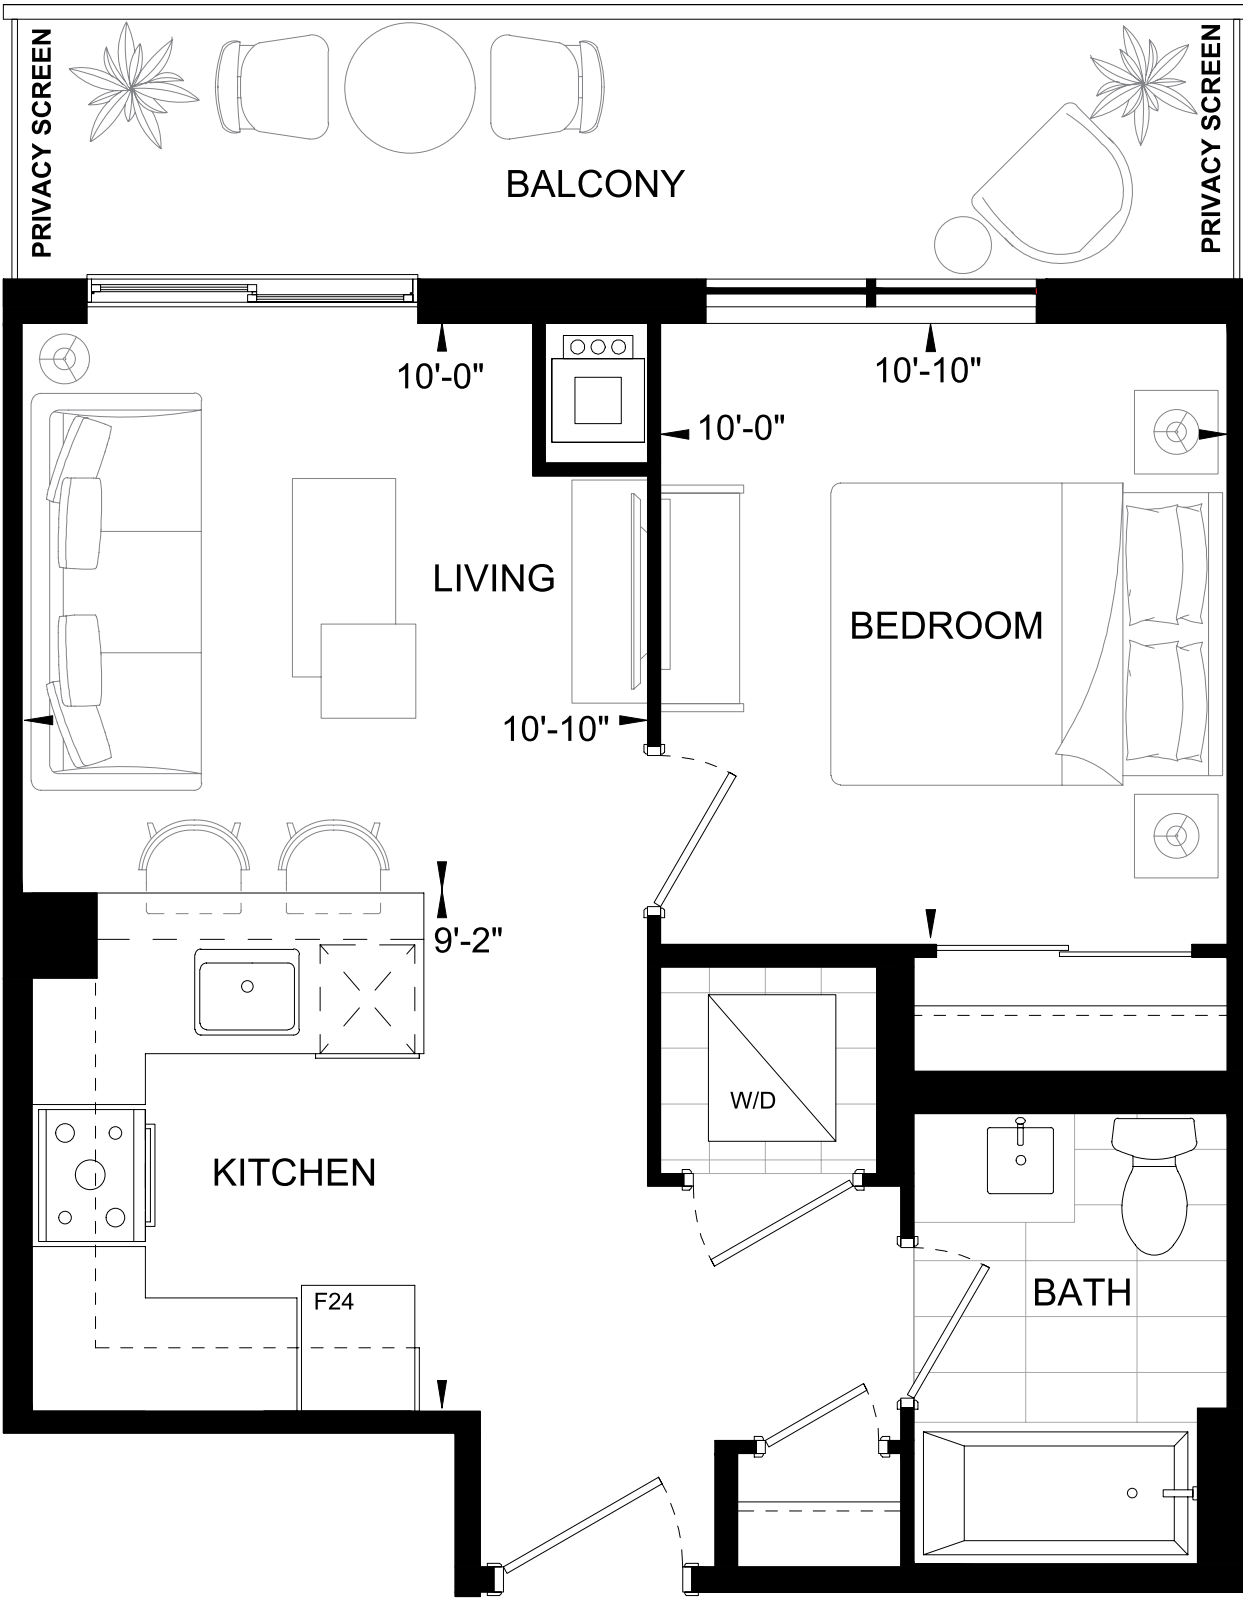 PRIVACY SCREEN
PRIVACY SCREEN
BALCONY
10'-0"
10'-10"
10'-0"
LIVING
BEDROOM
10'-10"
9'-2"
W/D
KITCHEN
BATH
F24